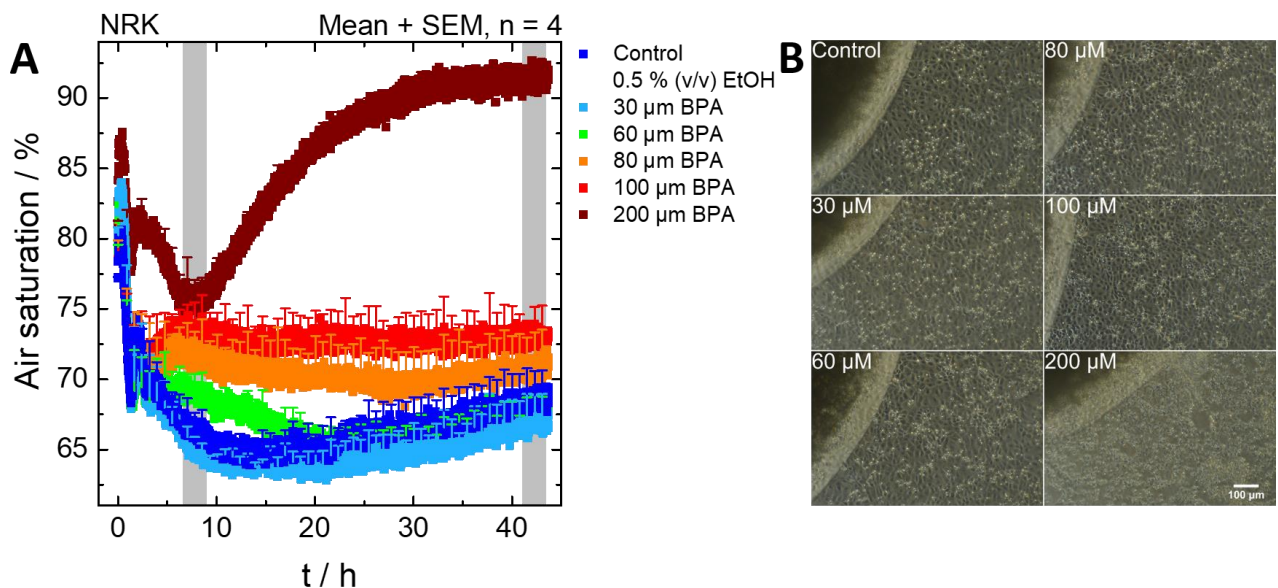 NRK
Mean + SEM, n = 4
A
90
85
80
75
70
65
Air saturation / %
0
10
20
30
40
t / h
Control
0.5 % (v/v) EtOH
30 µm BPA
60 µm BPA
80 µm BPA
100 µm BPA
200 µm BPA
B
Control
80 µM
30 µM
100 µM
60 µM
200 µM
100 µm